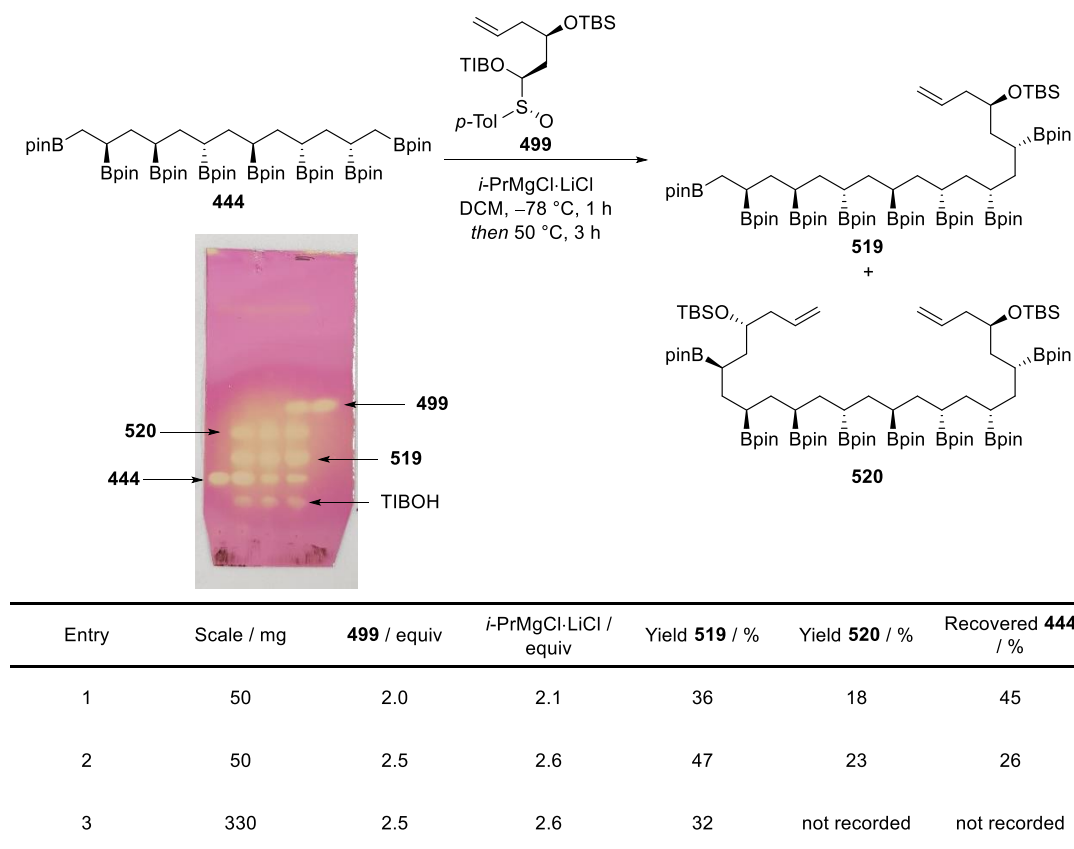 OTBS
TIBO
S
p-Tol
O
499
pinB
Bpin
Bpin Bpin Bpin Bpin Bpin Bpin
444
i-PrMgCl·LiCl
DCM, –78 °C, 1 h
then 50 °C, 3 h
OTBS
Bpin
pinB
Bpin Bpin Bpin Bpin Bpin Bpin
519
+
TBSO
OTBS
pinB
Bpin
Bpin Bpin Bpin Bpin Bpin Bpin
520
499
520
519
444
TIBOH
Entry Scale / mg 499 / equiv i-PrMgCl·LiCl / equiv Yield 519 / % Yield 520 / % Recovered 444 / %
1 50 2.0 2.1 36 18 45
2 50 2.5 2.6 47 23 26
3 330 2.5 2.6 32 not recorded not recorded